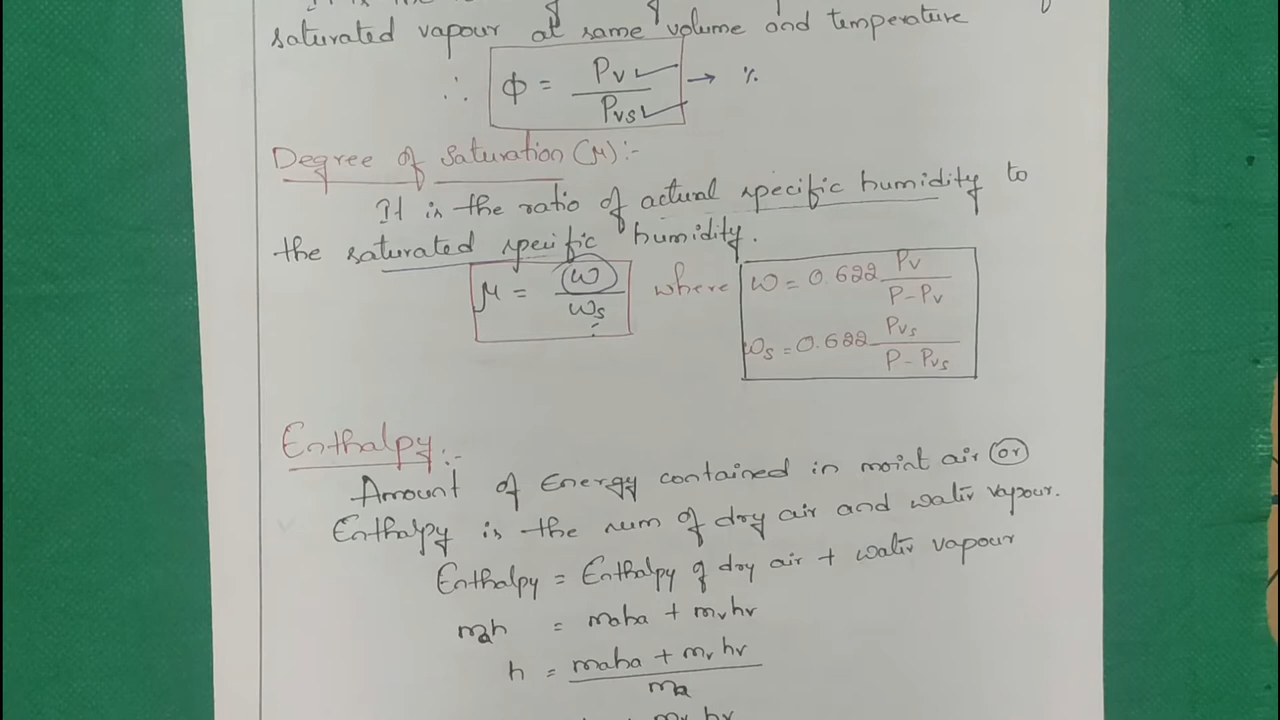 saturated vapour at same volume and temperature
∴ ϕ = Pv / Pvs → %
Degree of Saturation (μ):-
It is the ratio of actual specific humidity to
the saturated specific humidity.
μ = ω / ωs where ω = 0.622 Pv / P-Pv
ωs = 0.622 Pvs / P-Pvs
Enthalpy:-
Amount of Energy contained in moist air (or)
Enthalpy is the sum of dry air and water vapour.
Enthalpy = Enthalpy of dry air + water vapour
mah = maha + mvhv
h = maha + mvhv / ma
mv hv